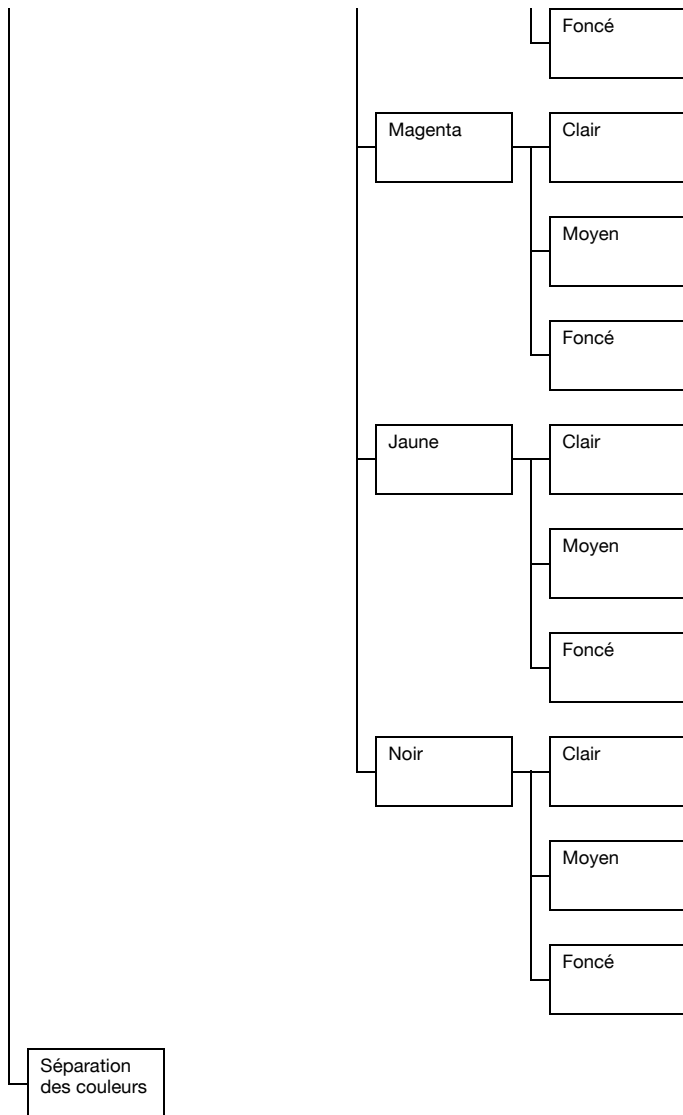 Foncé
Magenta
Clair
Moyen
Foncé
Jaune
Clair
Moyen
Foncé
Noir
Clair
Moyen
Foncé
Séparation
des couleurs